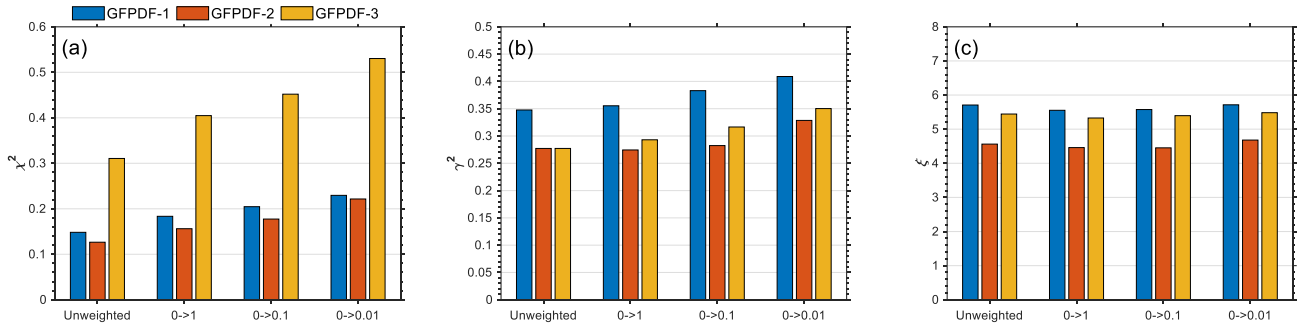 GFPDF-1 GFPDF-2 GFPDF-3
(a)
χ²
0.6
0.5
0.4
0.3
0.2
0.1
0
Unweighted 0->1 0->0.1 0->0.01
(b)
γ²
0.5
0.45
0.4
0.35
0.3
0.25
0.2
0.15
0.1
0.05
0
Unweighted 0->1 0->0.1 0->0.01
(c)
ξ
8
7
6
5
4
3
2
1
0
Unweighted 0->1 0->0.1 0->0.01